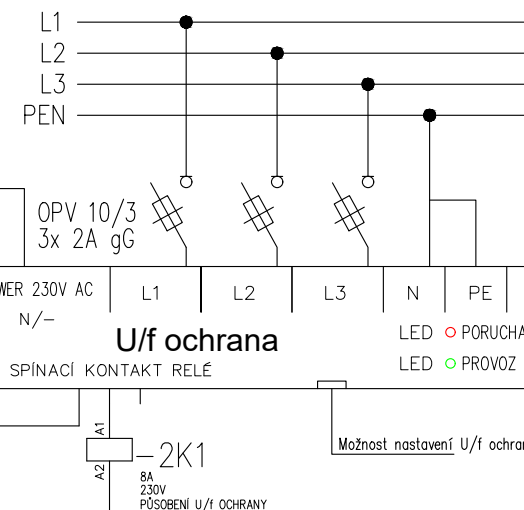 L1
L2
L3
PEN
OPV 10/3
3x 2A gG
WER 230V AC
N/-
L1
L2
L3
N
PE
U/f ochrana
LED PORUCHA
LED PROVOZ
SPÍNACÍ KONTAKT RELÉ
A1
A2
-2K1
8A
230V
PŮSOBENÍ U/f OCHRANY
Možnost nastavení U/f ochran